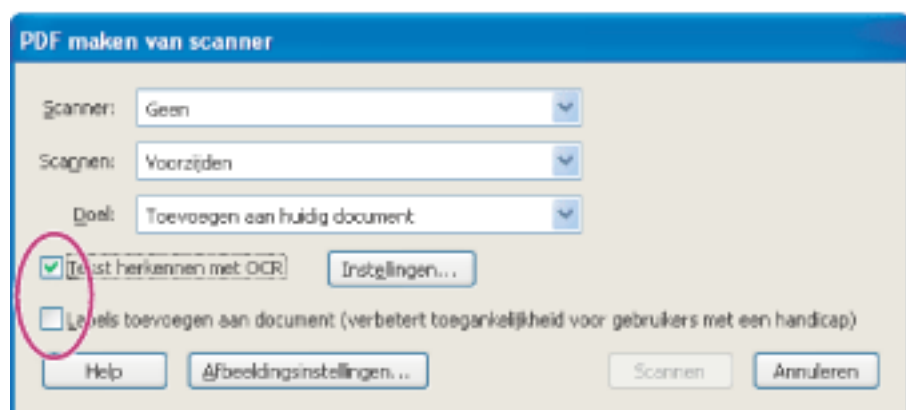 PDF maken van scanner
Scanner: Geen
Scannen: Voorzijden
Doel: Toevoegen aan huidig document
Tekst herkennen met OCR Instellingen...
Labels toevoegen aan document (verbetert toegankelijkheid voor gebruikers met een handicap)
Help Afbeeldingsinstellingen... Scannen Annuleren